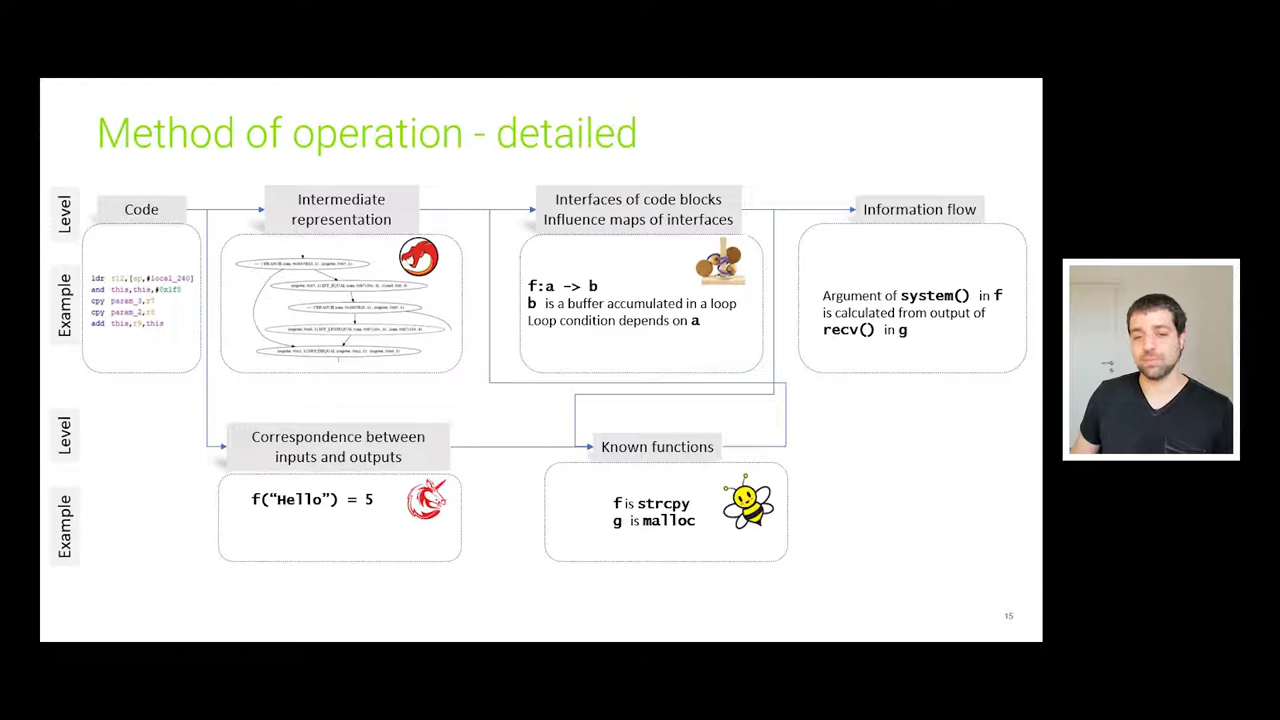 Method of operation - detailed
Level
Code
Intermediate
representation
Interfaces of code blocks
Influence maps of interfaces
Information flow
Example
ldr r12,[sp,#local_240]
and this,this,#0x1f8
cpy param_3,r7
cpy param_2,r8
add this,r9,this
f:a -> b
b is a buffer accumulated in a loop
Loop condition depends on a
Argument of system() in f
is calculated from output of
recv() in g
Level
Correspondence between
inputs and outputs
Known functions
Example
f("Hello") = 5
f is strcpy
g is malloc
15